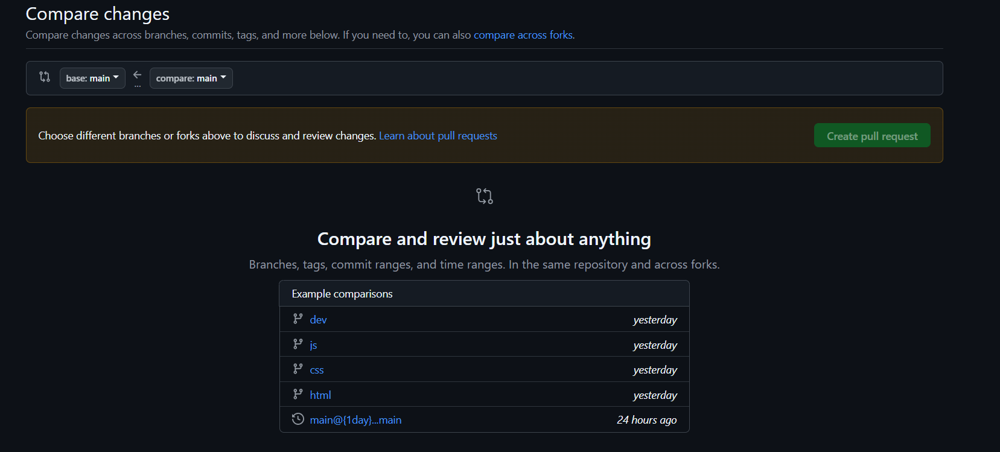 Compare changes
Compare changes across branches, commits, tags, and more below. If you need to, you can also compare across forks.
base: main
...
compare: main
Choose different branches or forks above to discuss and review changes. Learn about pull requests
Create pull request
Compare and review just about anything
Branches, tags, commit ranges, and time ranges. In the same repository and across forks.
Example comparisons
dev yesterday
js yesterday
css yesterday
html yesterday
main@{1day}...main 24 hours ago